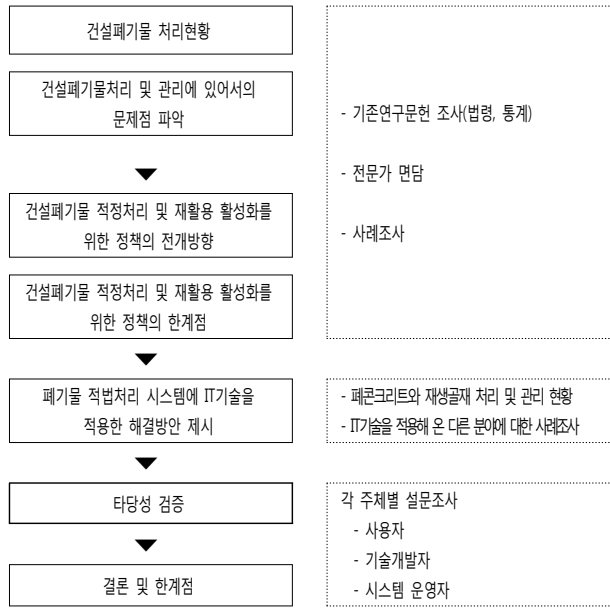 건설폐기물 처리현황
건설폐기물처리 및 관리에 있어서의
문제점 파악
- 기존연구문헌 조사(법령, 통계)
- 전문가 면담
- 사례조사
건설폐기물 적정처리 및 재활용 활성화를
위한 정책의 전개방향
건설폐기물 적정처리 및 재활용 활성화를
위한 정책의 한계점
폐기물 적법처리 시스템에 IT기술을
적용한 해결방안 제시
- 폐콘크리트와 재생골재 처리 및 관리 현황
- IT기술을 적용해 온 다른 분야에 대한 사례조사
타당성 검증
각 주체별 설문조사
- 사용자
- 기술개발자
- 시스템 운영자
결론 및 한계점